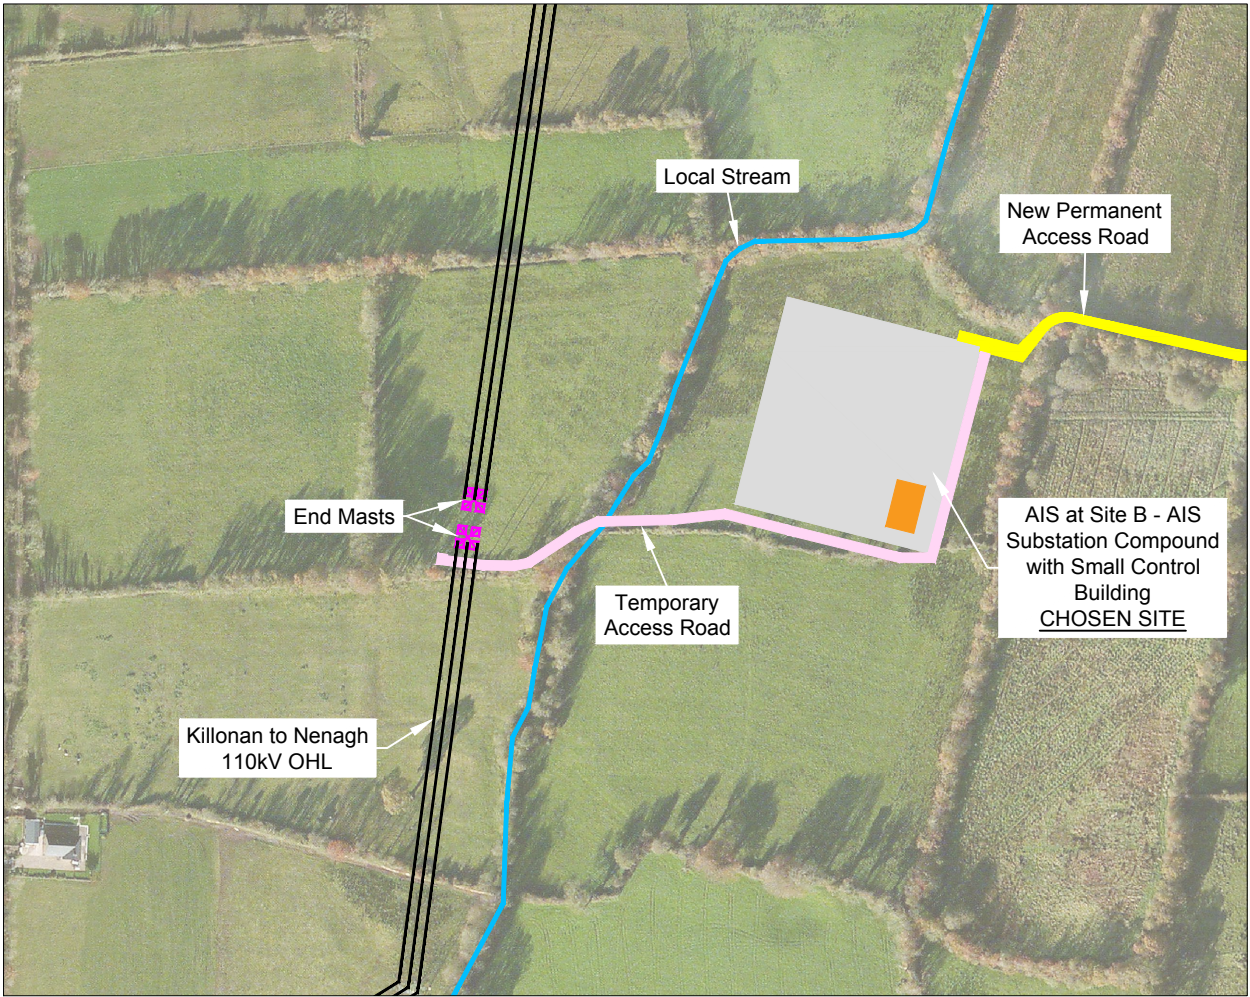 Local Stream
New Permanent
Access Road
End Masts
AIS at Site B - AIS
Substation Compound
with Small Control
Building
CHOSEN SITE
Temporary
Access Road
Killonan to Nenagh
110kV OHL